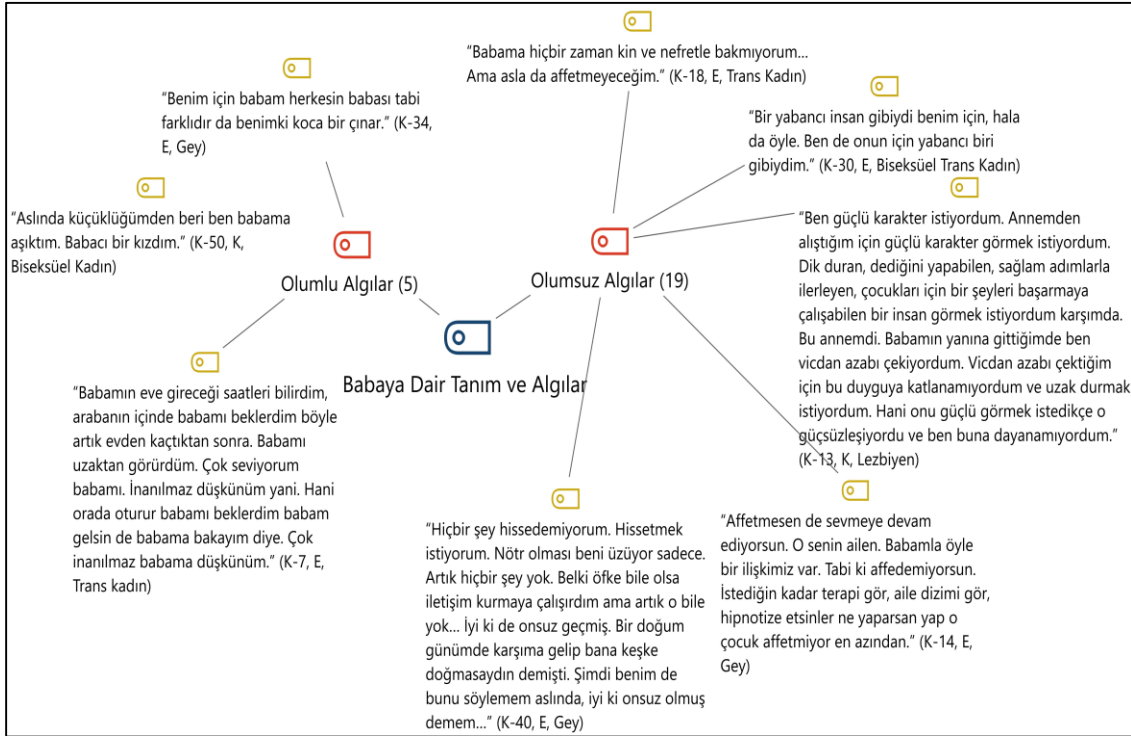 "Babama hiçbir zaman kin ve nefretle bakmıyorum...
Ama asla da affetmeyeceğim." (K-18, E, Trans Kadın)
"Benim için babam herkesin babası tabi
farklıdır da benimki koca bir çınar." (K-34,
E, Gey)
"Bir yabancı insan gibiydi benim için, hala
da öyle. Ben de onun için yabancı biri
gibiydim." (K-30, E, Biseksüel Trans Kadın)
"Aslında küçüklüğümden beri ben babama
aşıktım. Babacı bir kızdım." (K-50, K,
Biseksüel Kadın)
Olumlu Algılar (5)
Olumsuz Algılar (19)
"Ben güçlü karakter istiyordum. Annemden
alıştığım için güçlü karakter görmek istiyordum.
Dik duran, dediğini yapabilen, sağlam adımlarla
ilerleyen, çocukları için bir şeyleri başarmaya
çalışabilen bir insan görmek istiyordum karşımda.
Bu annemdi. Babamın yanına gittiğimde ben
vicdan azabı çekiyordum. Vicdan azabı çektiğim
için bu duyguya katlanamıyordum ve uzak durmak
istiyordum. Hani onu güçlü görmek istedikçe o
güçsüzleşiyordu ve ben buna dayanamıyordum."
(K-13, K, Lezbiyen)
Babaya Dair Tanım ve Algılar
"Babamın eve gireceği saatleri bilirdim,
arabanın içinde babamı beklerdim böyle
artık evden kaçtıktan sonra. Babamı
uzaktan görürdüm. Çok seviyorum
babamı. İnanılmaz düşkünüm yani. Hani
orada oturur babamı beklerdim babam
gelsin de babama bakayım diye. Çok
inanılmaz babama düşkünüm." (K-7, E,
Trans kadın)
"Hiçbir şey hissedemiyorum. Hissetmek
istiyorum. Nötr olması beni üzüyor sadece.
Artık hiçbir şey yok. Belki öfke bile olsa
iletişim kurmaya çalışırdım ama artık o bile
yok... İyi ki de onsuz geçmiş. Bir doğum
günümde karşıma gelip bana keşke
doğmasaydın demişti. Şimdi benim de
bunu söylemem aslında, iyi ki onsuz olmuş
demem..." (K-40, E, Gey)
"Affetmesen de sevmeye devam
ediyorsun. O senin ailen. Babamla öyle
bir ilişkimiz var. Tabi ki affedemiyorsun.
İstediğin kadar terapi gör, aile dizimi gör,
hipnotize etsinler ne yaparsan yap o
çocuk affetmiyor en azından." (K-14, E,
Gey)